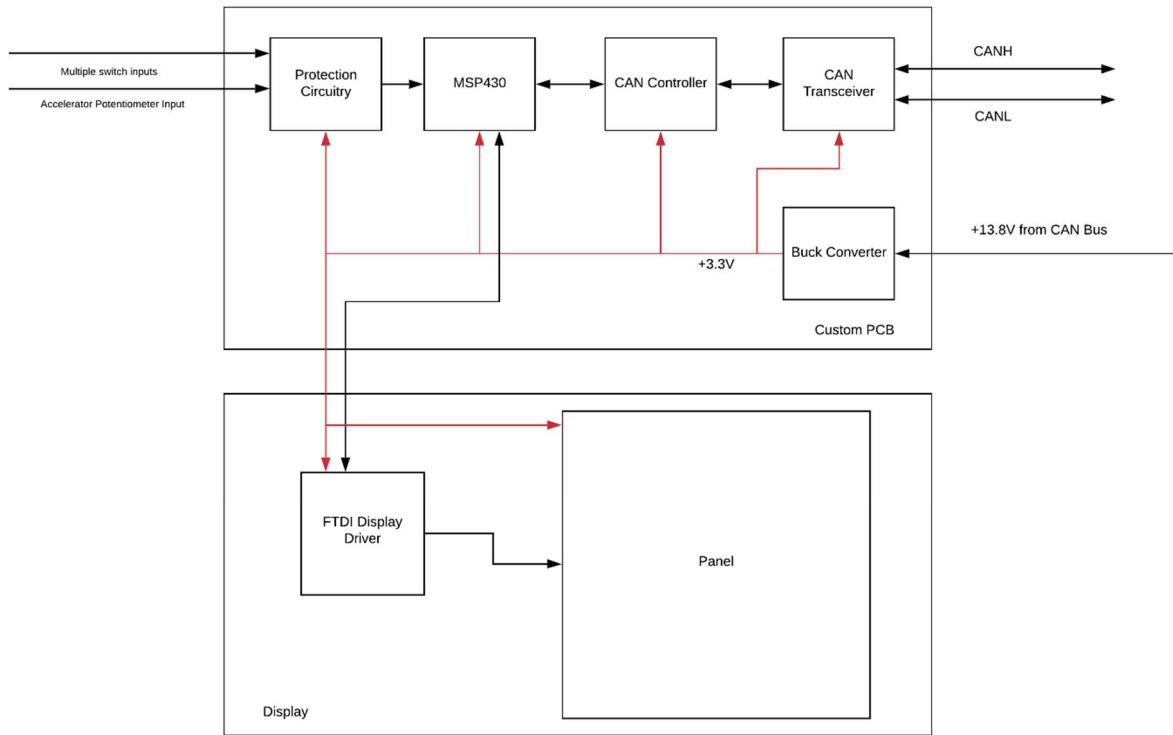 Multiple switch inputs
Accelerator Potentiometer Input
Protection
Circuitry
MSP430
CAN Controller
CAN
Transceiver
CANH
CANL
Buck Converter
+13.8V from CAN Bus
+3.3V
Custom PCB
FTDI Display
Driver
Panel
Display